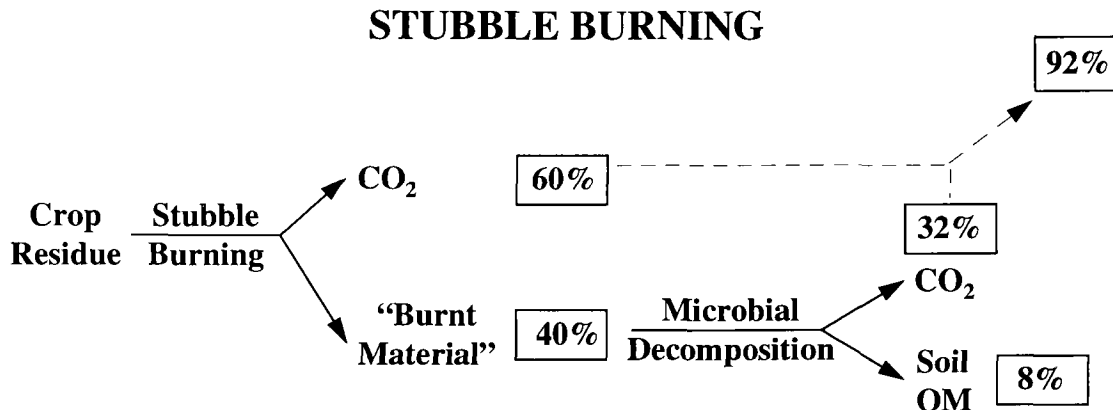 STUBBLE BURNING
92%
CO₂
60%
Crop
Residue
Stubble
Burning
32%
CO₂
“Burnt
Material”
40%
Microbial
Decomposition
Soil
OM
8%